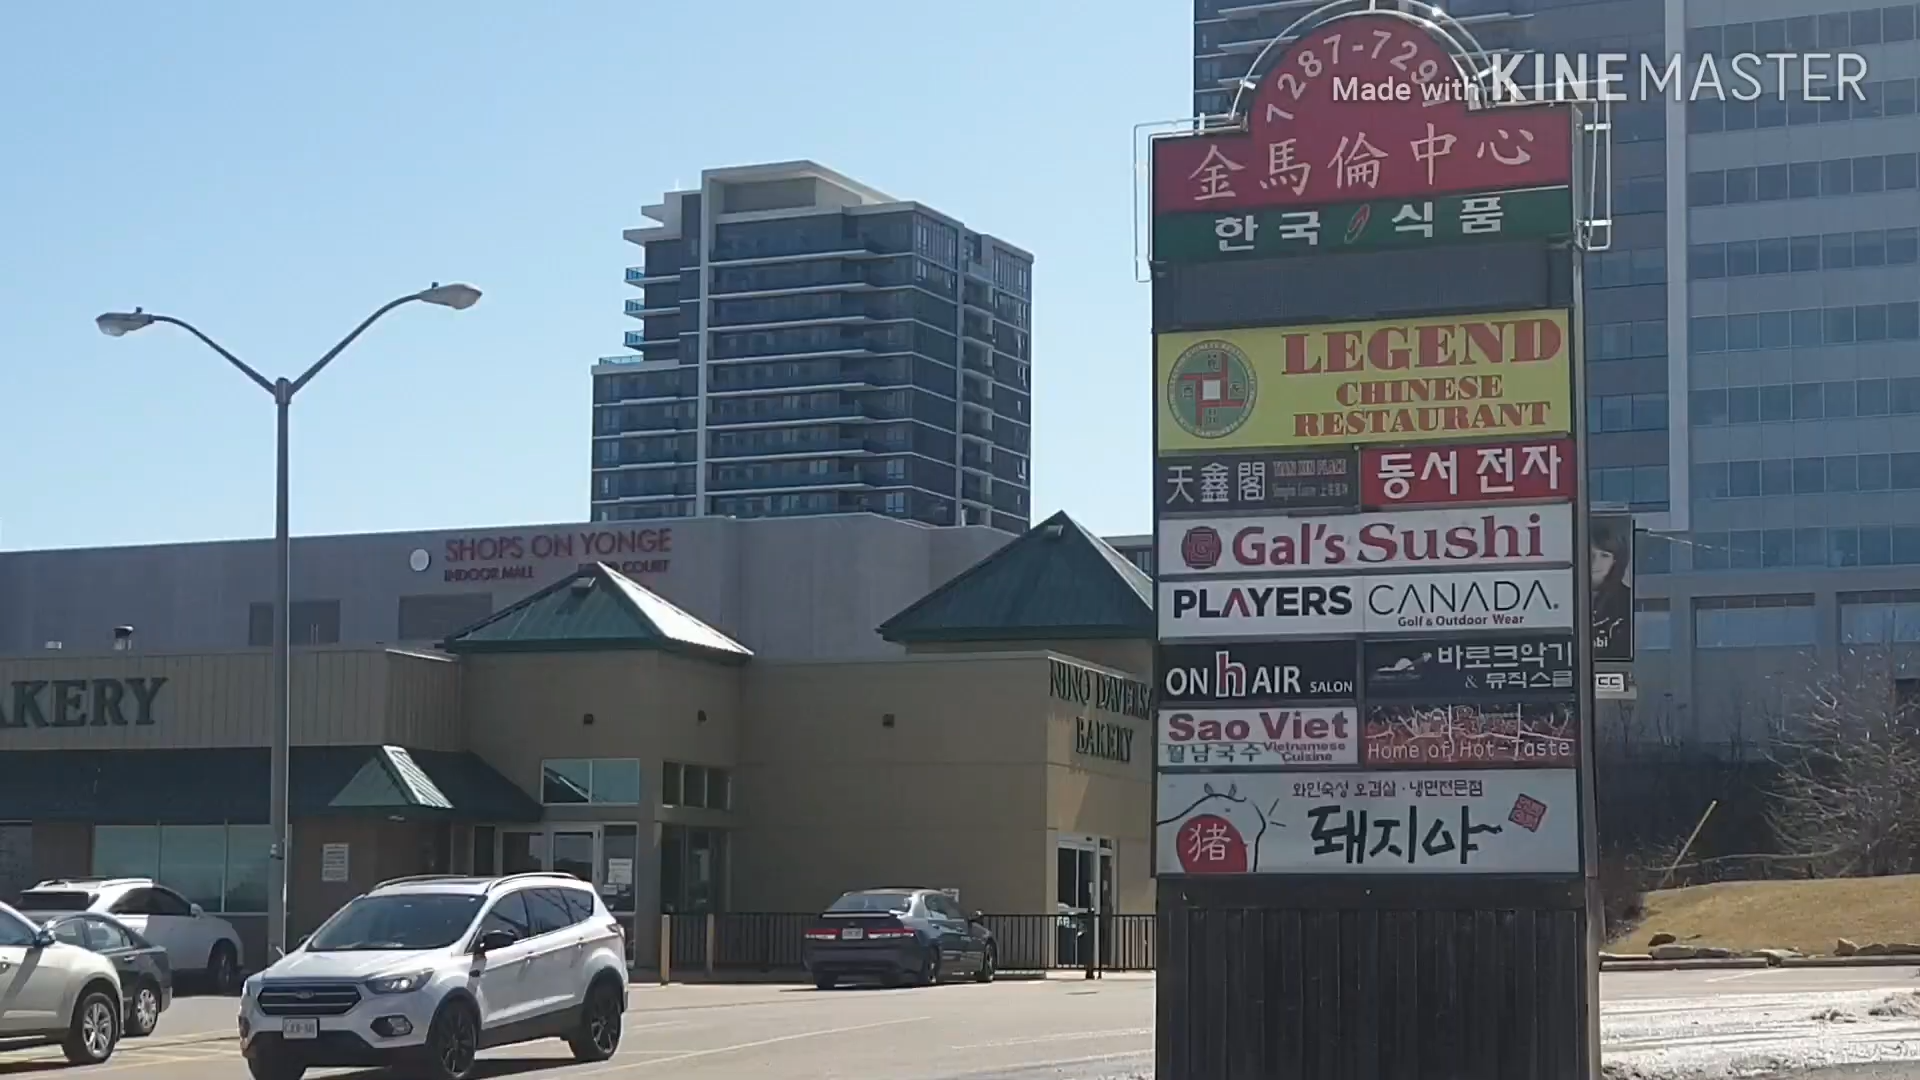 Made with KINEMASTER
7287-729
金馬倫中心
한국 식품
LEGEND
CHINESE
RESTAURANT
天鑫閣
동서 전자
Gal's Sushi
PLAYERS CANADA.
Golf & Outdoor Wear
ON h AIR SALON
바로크악기
& 뮤직스쿨
Sao Viet
월남국수 Vietnamese
Cuisine
Home of Hot-Taste
와인숙성 오겹살 · 냉면전문점
돼지야
猪
SHOPS ON YONGE
INDOOR MALL COURT
AKERY
BAKERY